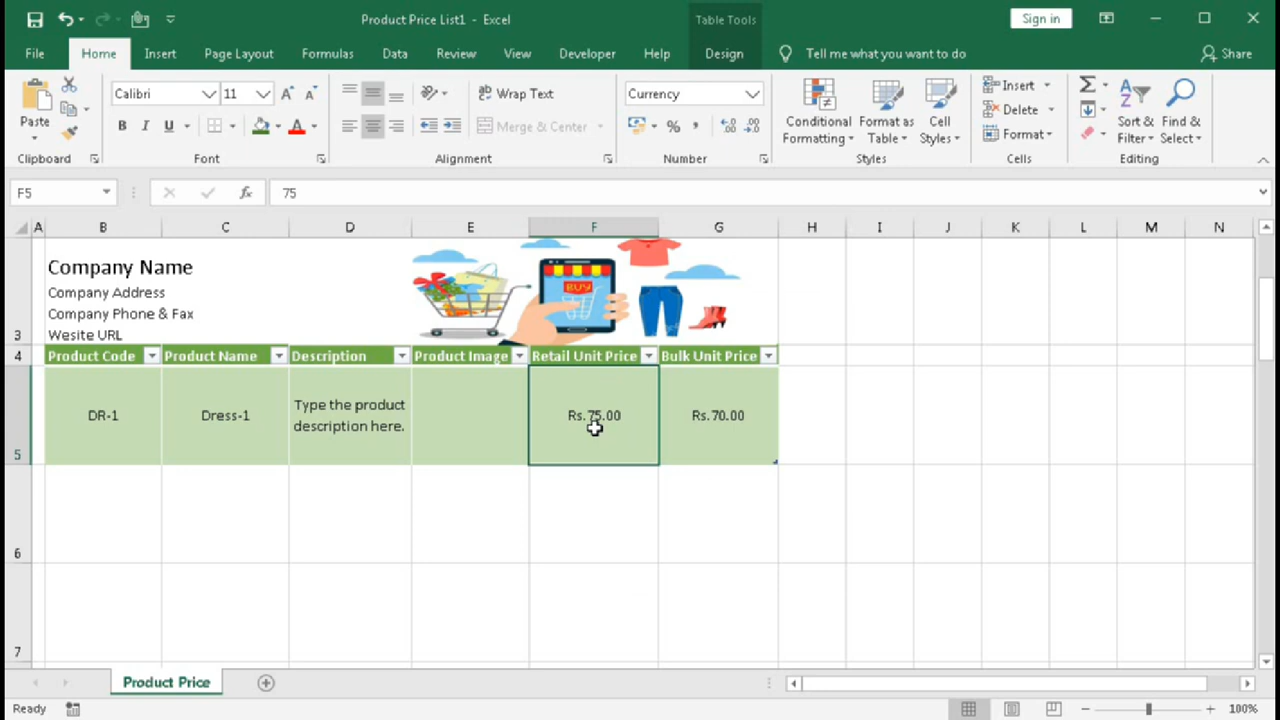 Product Price List1 - Excel
Table Tools
Sign in
File Home Insert Page Layout Formulas Data Review View Developer Help Design Tell me what you want to do Share
Paste
Clipboard
Calibri 11
B I U A
Font
Wrap Text
Merge & Center
Alignment
Currency
%
Number
Conditional Formatting
Format as Table
Cell Styles
Styles
Insert
Delete
Format
Cells
Sort & Filter
Find & Select
Editing
F5 fx 75
A B C D E F G H I J K L M N
Company Name
Company Address
Company Phone & Fax
3 Wesite URL
BUY
4 Product Code Product Name Description Product Image Retail Unit Price Bulk Unit Price
5 DR-1 Dress-1 Type the product description here. Rs.75.00 Rs.70.00
6
7
Product Price
Ready 100%